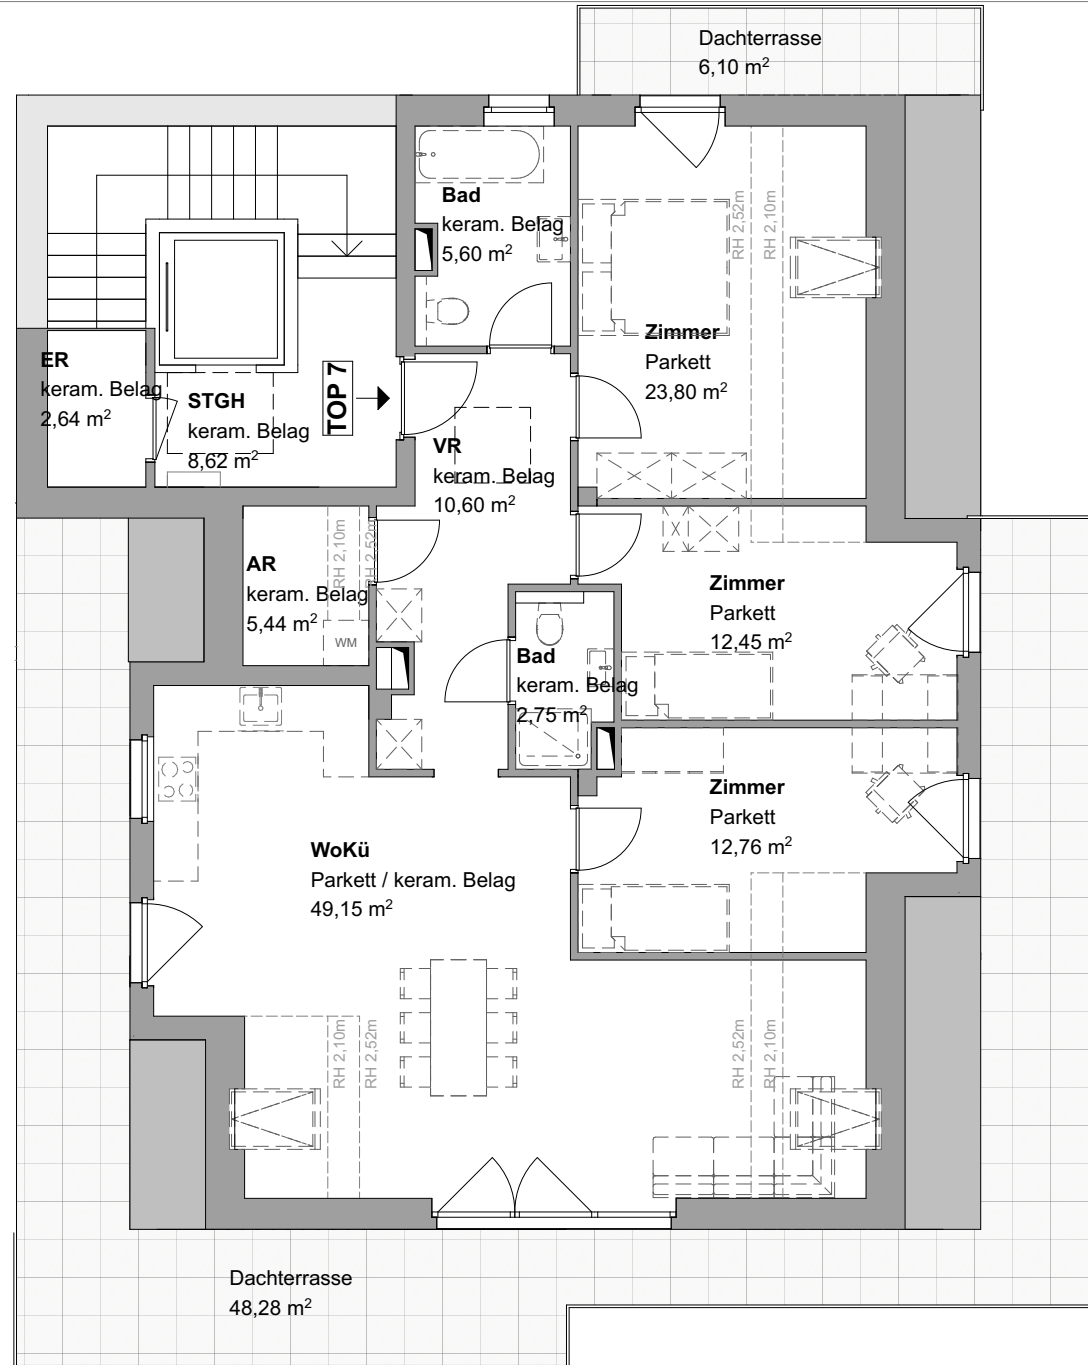 Dachterrasse
6,10 m²
Bad
keram. Belag
5,60 m²
RH 2,52m
RH 2,10m
Zimmer
Parkett
23,80 m²
ER
keram. Belag
2,64 m²
STGH
keram. Belag
8,62 m²
TOP 7
VR
keram. Belag
10,60 m²
AR
keram. Belag
5,44 m²
RH 2,10m
RH 2,52m
WM
Zimmer
Parkett
12,45 m²
Bad
keram. Belag
2,75 m²
Zimmer
Parkett
12,76 m²
WoKü
Parkett / keram. Belag
49,15 m²
RH 2,10m
RH 2,52m
RH 2,52m
RH 2,10m
Dachterrasse
48,28 m²